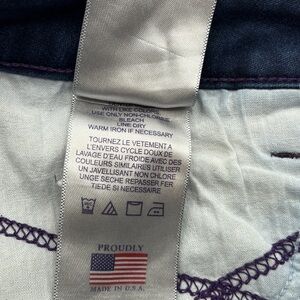 WITH LIKE COLORS
USE ONLY NON-CHLORINE
BLEACH
LINE DRY
WARM IRON IF NECESSARY
TOURNEZ LE VETEMENT A
L'ENVERS CYCLE DOUX DE
LAVAGE D'EAU FROIDE AVEC DES
COULEURS SIMILAIRES UTILISER
UN JAVELLISANT NON CHLORE
LINGE SECHE REPASSER FER
TIEDE SI NECESSAIRE
PROUDLY
MADE IN U.S.A.